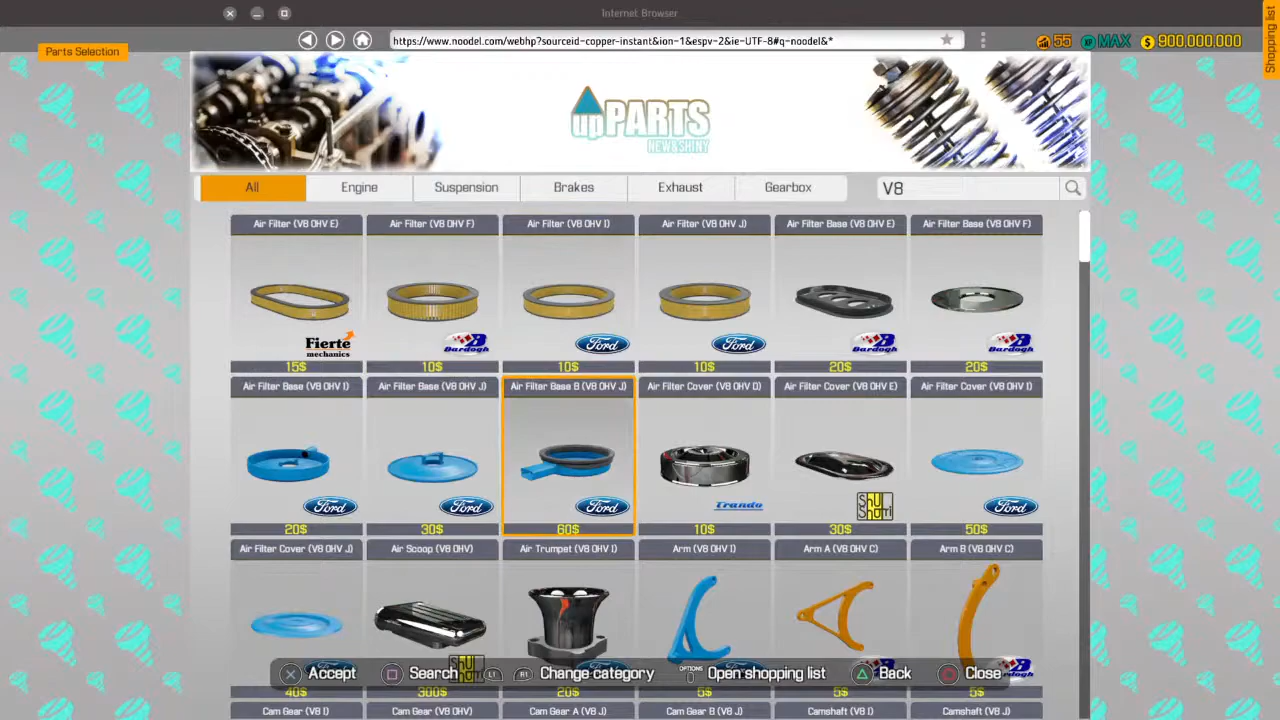 Internet Browser
Shopping list
https://www.noodel.com/webhp?sourceid-copper-instant&ion-1&espv-2&ie-UTF-8#q-noodel&*
Parts Selection
55 XP MAX $ 900,000,000
upPARTS
NEW&SHINY
All Engine Suspension Brakes Exhaust Gearbox V8
Air Filter (V8 OHV E) Air Filter (V8 OHV F) Air Filter (V8 OHV I) Air Filter (V8 OHV J) Air Filter Base (V8 OHV E) Air Filter Base (V8 OHV F)
Fierte mechanics Bardogh Ford Ford Bardogh Bardogh
15$ 10$ 10$ 10$ 20$ 20$
Air Filter Base (V8 OHV I) Air Filter Base (V8 OHV J) Air Filter Base B (V8 OHV J) Air Filter Cover (V8 OHV D) Air Filter Cover (V8 OHV E) Air Filter Cover (V8 OHV I)
Ford Ford Ford Trando Shu Shumi Ford
20$ 30$ 60$ 10$ 30$ 50$
Air Filter Cover (V8 OHV J) Air Scoop (V8 OHV) Air Trumpet (V8 OHV I) Arm (V8 OHV I) Arm A (V8 OHV C) Arm B (V8 OHV C)
Accept Search L1 R1 Change category OPTIONS Open shopping list Back Close
40$ 300$ 20$ 5$ 5$ 5$
Cam Gear (V8 I) Cam Gear (V8 OHV) Cam Gear A (V8 J) Cam Gear B (V8 J) Camshaft (V8 I) Camshaft (V8 J)